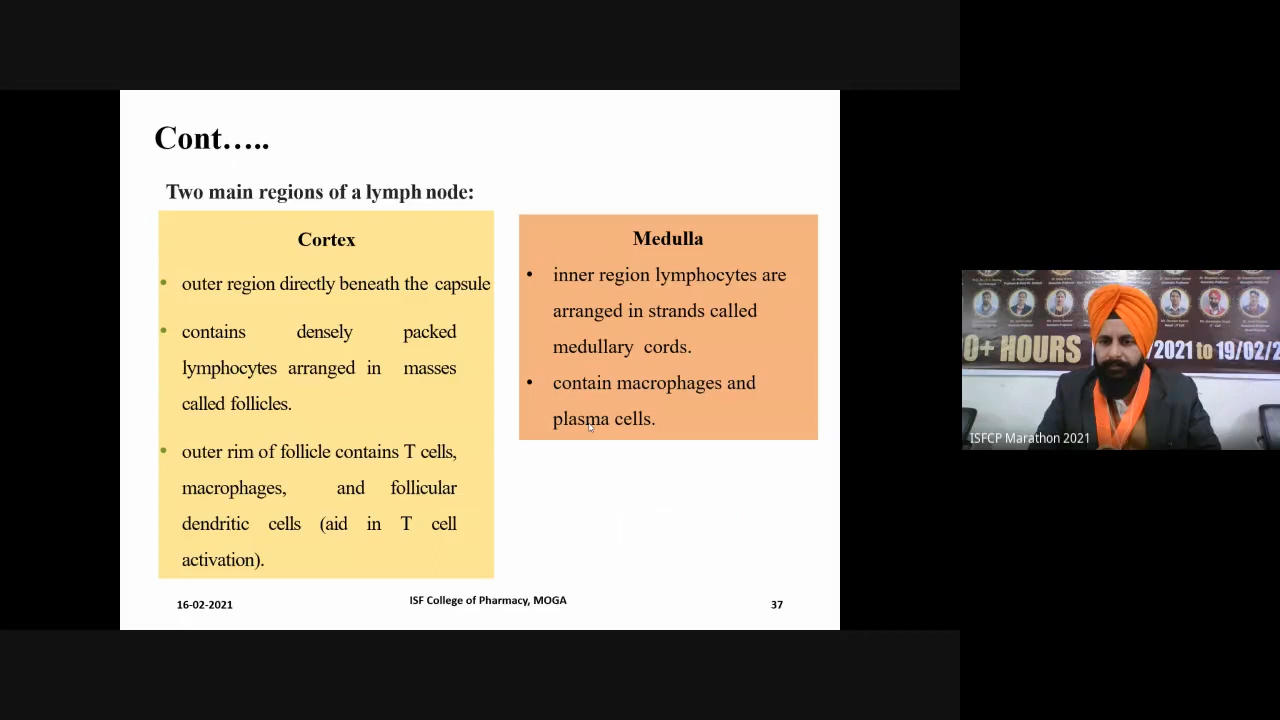 Cont…..
Two main regions of a lymph node:
Cortex
• outer region directly beneath the capsule
• contains densely packed
lymphocytes arranged in masses
called follicles.
• outer rim of follicle contains T cells,
macrophages, and follicular
dendritic cells (aid in T cell
activation).
Medulla
• inner region lymphocytes are
arranged in strands called
medullary cords.
• contain macrophages and
plasma cells.
16-02-2021
ISF College of Pharmacy, MOGA
37
0+ HOURS
/2021 to 19/02/2
ISFCP Marathon 2021